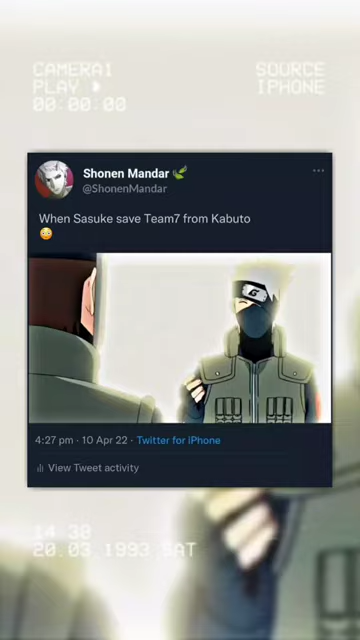 CAMERA1
PLAY
00:00:00
SOURCE
IPHONE
Shonen Mandar
@ShonenMandar
When Sasuke save Team7 from Kabuto
😳
4:27 pm · 10 Apr 22 · Twitter for iPhone
View Tweet activity
14 30
20.03.1993.SAT